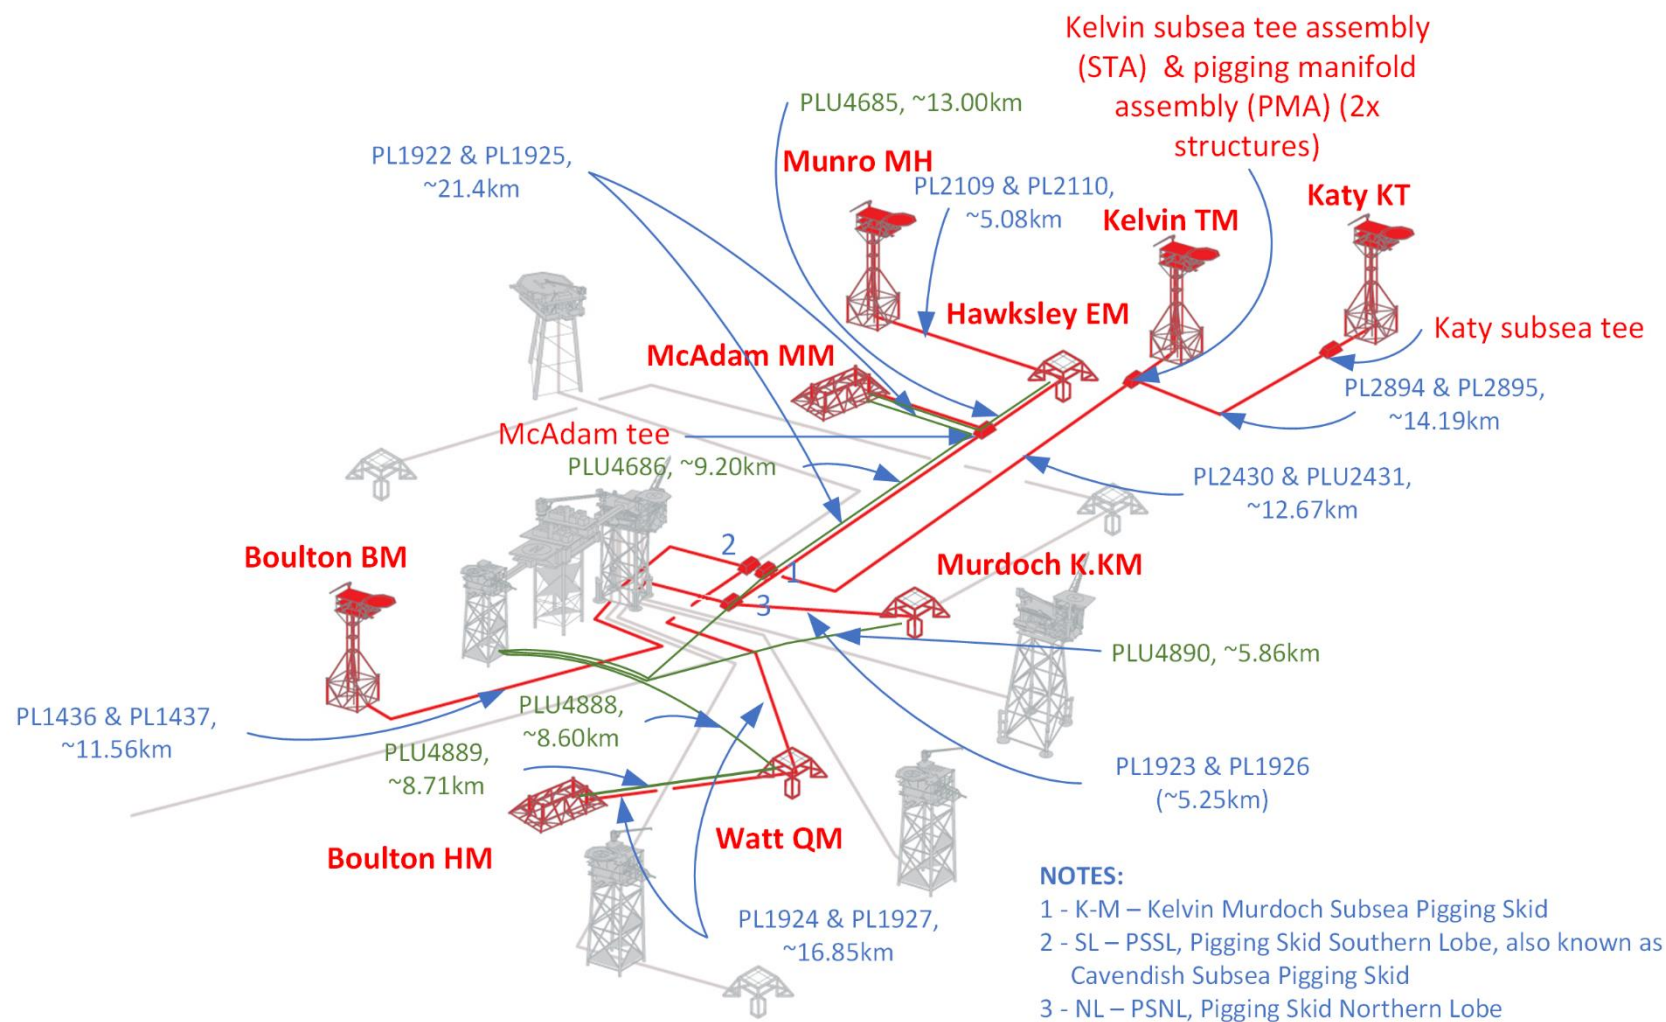 Kelvin subsea tee assembly
(STA) & pigging manifold
assembly (PMA) (2x
structures)
PLU4685, ~13.00km
PL1922 & PL1925,
~21.4km
Munro MH
PL2109 & PL2110,
~5.08km
Katy KT
Kelvin TM
Hawksley EM
Katy subsea tee
McAdam MM
PL2894 & PL2895,
~14.19km
McAdam tee
PLU4686, ~9.20km
PL2430 & PLU2431,
~12.67km
2
1
3
Boulton BM
Murdoch K.KM
PLU4890, ~5.86km
PL1436 & PL1437,
~11.56km
PLU4888,
~8.60km
PLU4889,
~8.71km
PL1923 & PL1926
(~5.25km)
Watt QM
Boulton HM
PL1924 & PL1927,
~16.85km
NOTES:
1 - K-M – Kelvin Murdoch Subsea Pigging Skid
2 - SL – PSSL, Pigging Skid Southern Lobe, also known as
Cavendish Subsea Pigging Skid
3 - NL – PSNL, Pigging Skid Northern Lobe